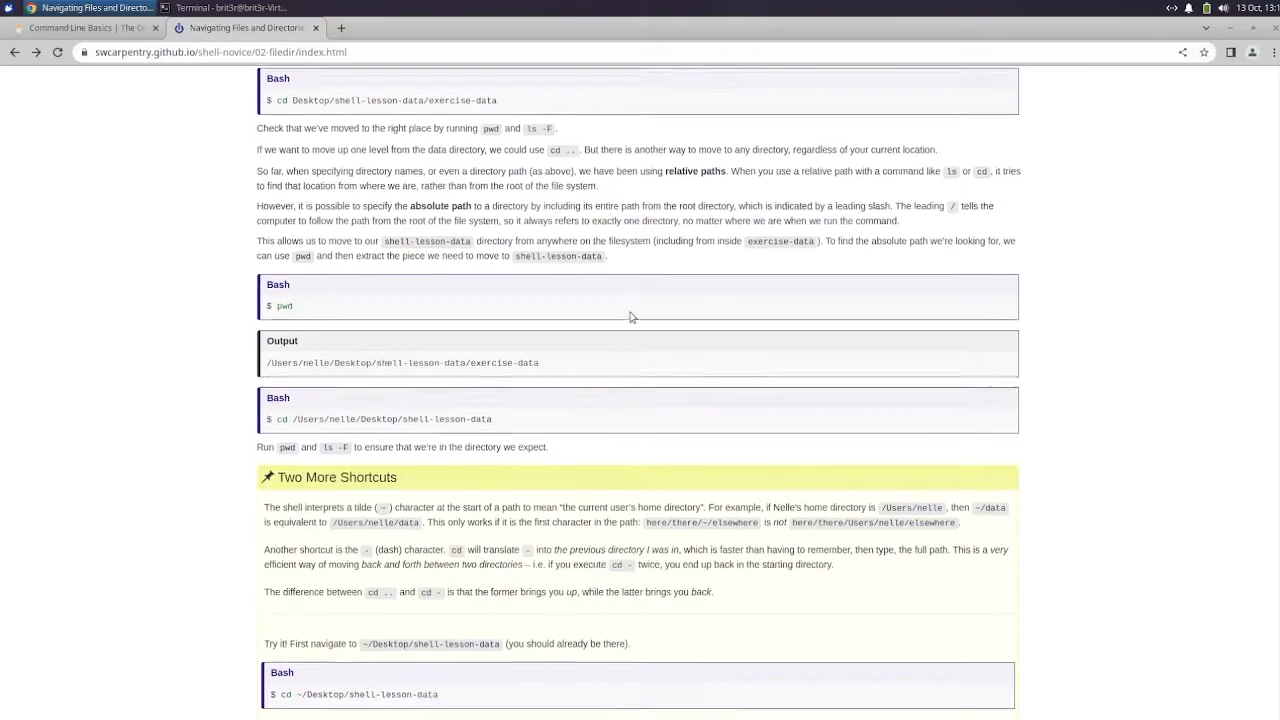 Navigating Files and Directo...
Terminal - brit3r@brit3r-firt...
13 Oct, 13:1
Command Line Basics | The O
Navigating Files and Directorie
swcarpentry.github.io/shell-novice/02-filedir/index.html
Bash
$ cd Desktop/shell-lesson-data/exercise-data
Check that we've moved to the right place by running pwd and ls -F.
If we want to move up one level from the data directory, we could use cd ... But there is another way to move to any directory, regardless of your current location.
So far, when specifying directory names, or even a directory path (as above), we have been using relative paths. When you use a relative path with a command like ls or cd, it tries
to find that location from where we are, rather than from the root of the file system.
However, it is possible to specify the absolute path to a directory by including its entire path from the root directory, which is indicated by a leading slash. The leading / tells the
computer to follow the path from the root of the file system, so it always refers to exactly one directory, no matter where we are when we run the command.
This allows us to move to our shell-lesson-data directory from anywhere on the filesystem (including from inside exercise-data). To find the absolute path we're looking for, we
can use pwd and then extract the piece we need to move to shell-lesson-data.
Bash
$ pwd
Output
/Users/nelle/Desktop/shell-lesson-data/exercise-data
Bash
$ cd /Users/nelle/Desktop/shell-lesson-data
Run pwd and ls -F to ensure that we're in the directory we expect.
Two More Shortcuts
The shell interprets a tilde (~) character at the start of a path to mean "the current user's home directory". For example, if Nelle's home directory is /Users/nelle, then ~/data
is equivalent to /Users/nelle/data. This only works if it is the first character in the path: here/there/~/elsewhere is not here/there/Users/nelle/elsewhere.
Another shortcut is the - (dash) character. cd will translate - into the previous directory I was in, which is faster than having to remember, then type, the full path. This is a very
efficient way of moving back and forth between two directories – i.e. if you execute cd - twice, you end up back in the starting directory.
The difference between cd .. and cd - is that the former brings you up, while the latter brings you back.
Try it! First navigate to ~/Desktop/shell-lesson-data (you should already be there).
Bash
$ cd ~/Desktop/shell-lesson-data